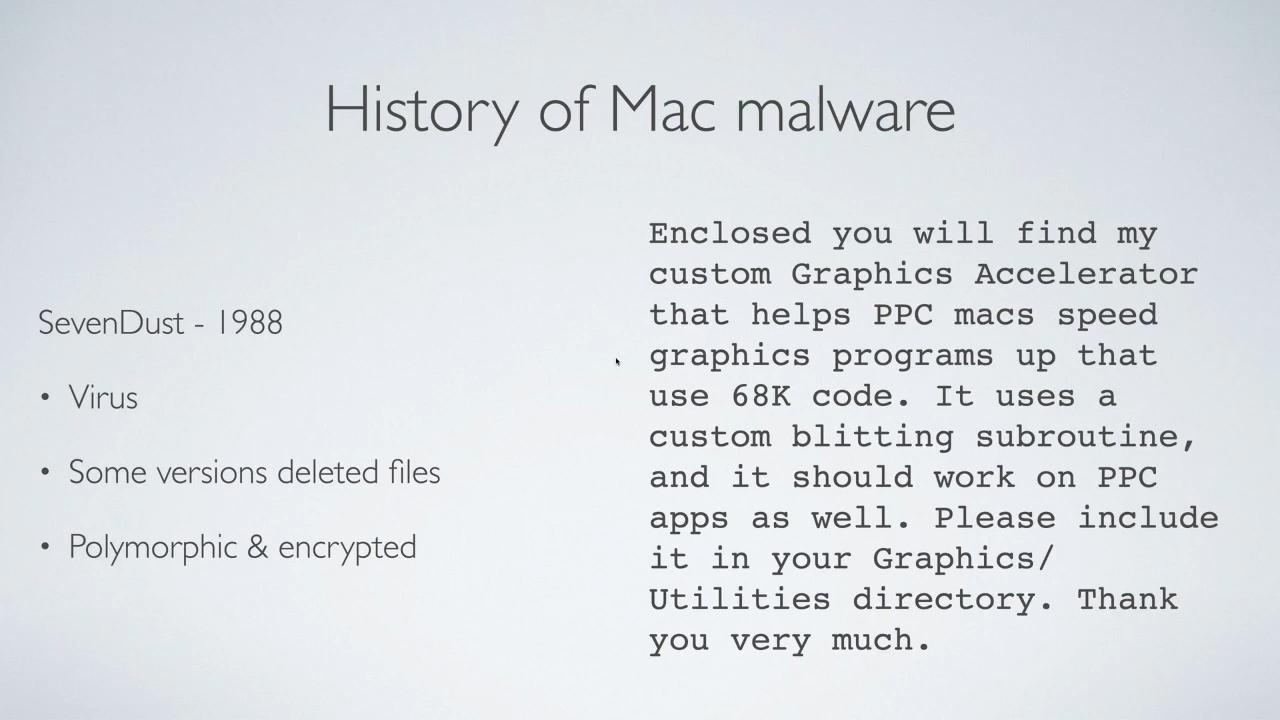 History of Mac malware
SevenDust - 1988
• Virus
• Some versions deleted files
• Polymorphic & encrypted
Enclosed you will find my
custom Graphics Accelerator
that helps PPC macs speed
graphics programs up that
use 68K code. It uses a
custom blitting subroutine,
and it should work on PPC
apps as well. Please include
it in your Graphics/
Utilities directory. Thank
you very much.